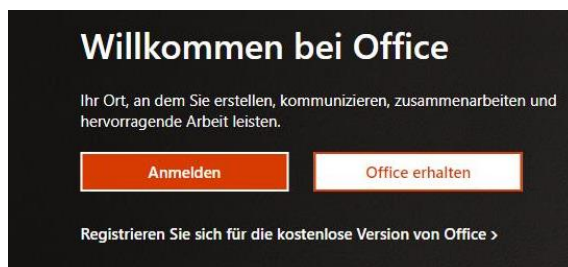 Willkommen bei Office
Ihr Ort, an dem Sie erstellen, kommunizieren, zusammenarbeiten und
hervorragende Arbeit leisten.
Anmelden
Office erhalten
Registrieren Sie sich für die kostenlose Version von Office >